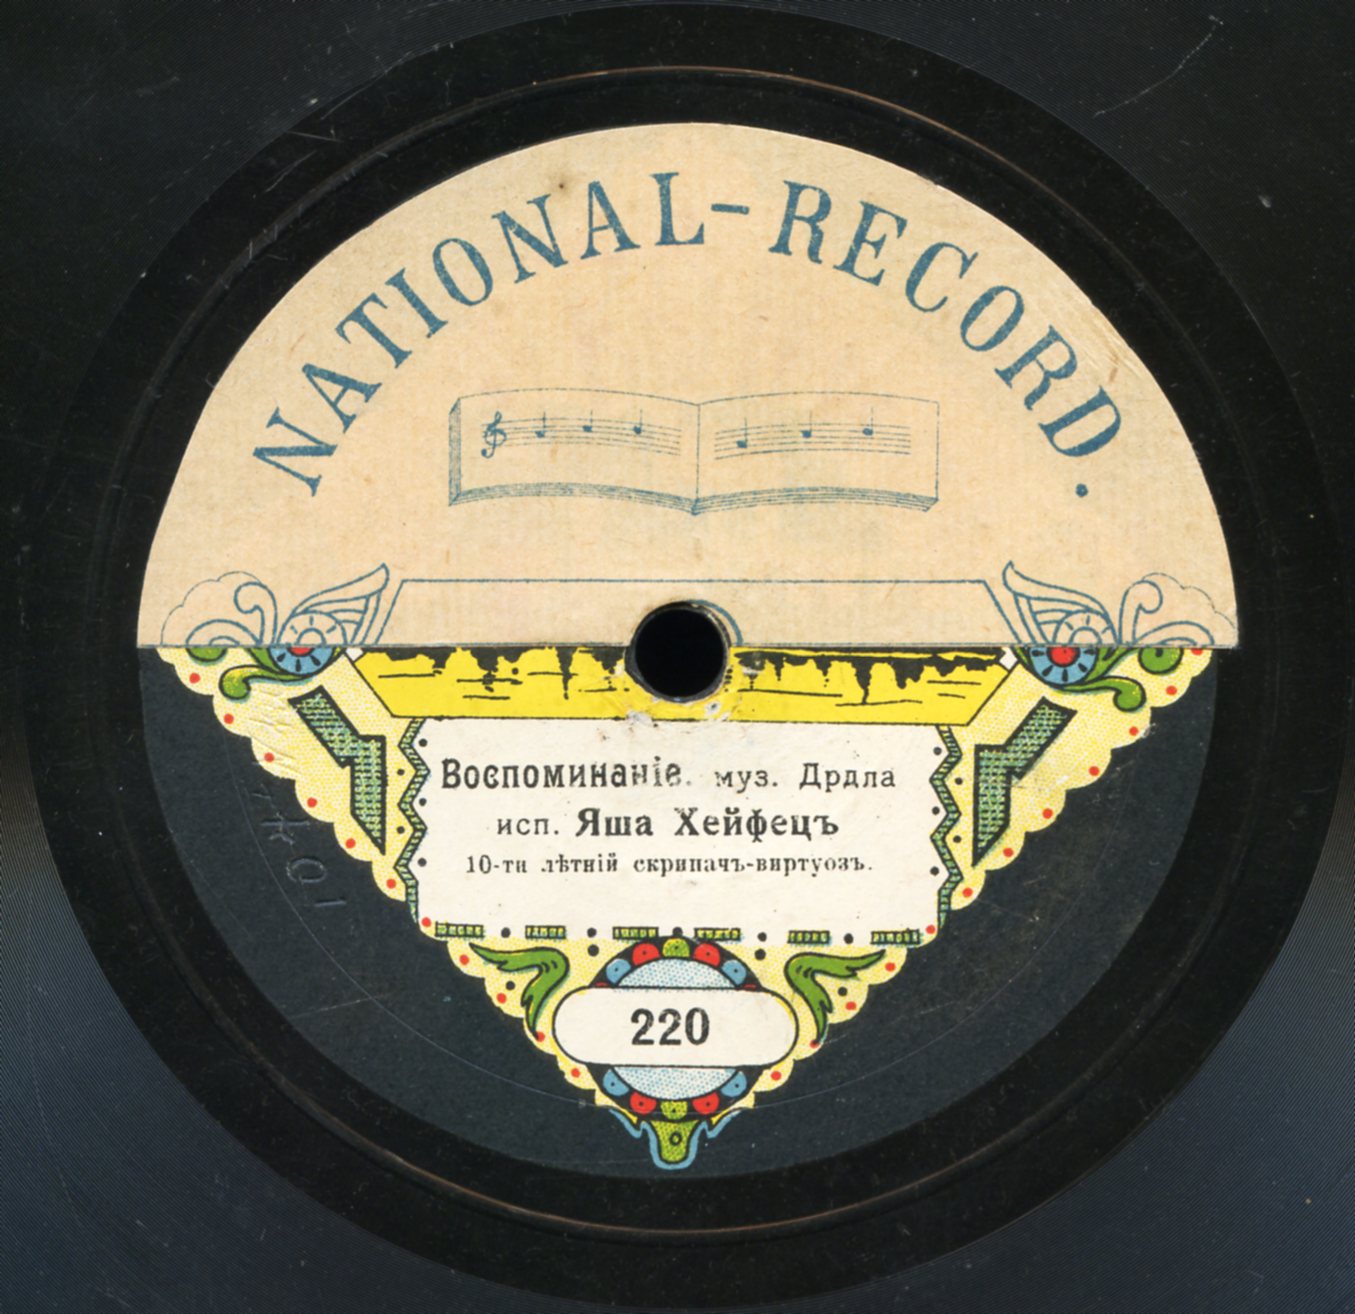 NATIONAL-RECORD.
Воспоминаніе. муз. Дрдла
исп. Яша Хейфецъ
10-ти лѣтній скрипачъ-виртуозъ.
220